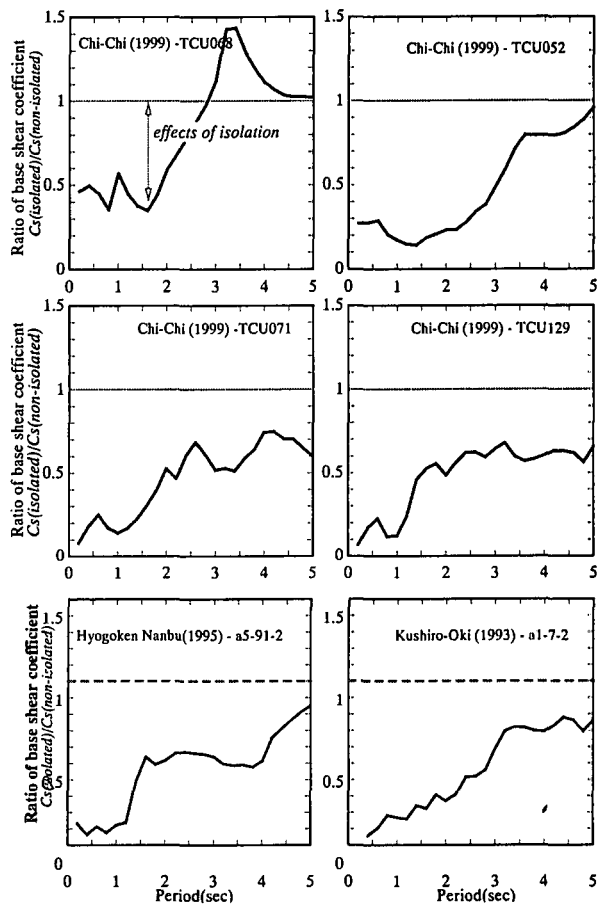 Ratio of base shear coefficient
Cs(isolated)/Cs(non-isolated)
1.5
1
0.5
0
Chi-Chi (1999) -TCU068
effects of isolation
0 1 2 3 4 5
1.5
1
0.5
0
Chi-Chi (1999) - TCU052
0 1 2 3 4 5
Ratio of base shear coefficient
Cs(isolated)/Cs(non-isolated)
1.5
1
0.5
0
Chi-Chi (1999) -TCU071
0 1 2 3 4 5
1.5
1
0.5
0
Chi-Chi (1999) - TCU129
0 1 2 3 4 5
Ratio of base shear coefficient
Cs(isolated)/Cs(non-isolated)
1.5
1
0.5
0
Hyogoken Nanbu(1995) - a5-91-2
0 1 2 3 4 5
Period(sec)
1.5
1
0.5
0
Kushiro-Oki (1993) - a1-7-2
0 1 2 3 4 5
Period(sec)